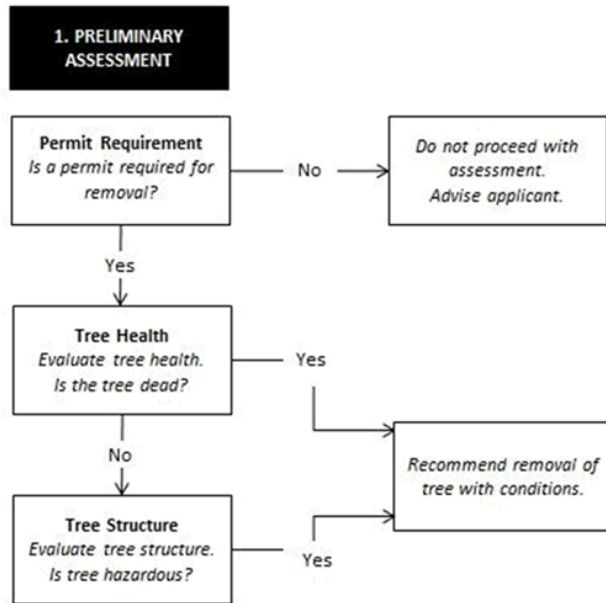 1. PRELIMINARY
ASSESSMENT
Permit Requirement
Is a permit required for
removal?
No
Do not proceed with
assessment.
Advise applicant.
Yes
Tree Health
Evaluate tree health.
Is the tree dead?
Yes
No
Recommend removal of
tree with conditions.
Tree Structure
Evaluate tree structure.
Is tree hazardous?
Yes